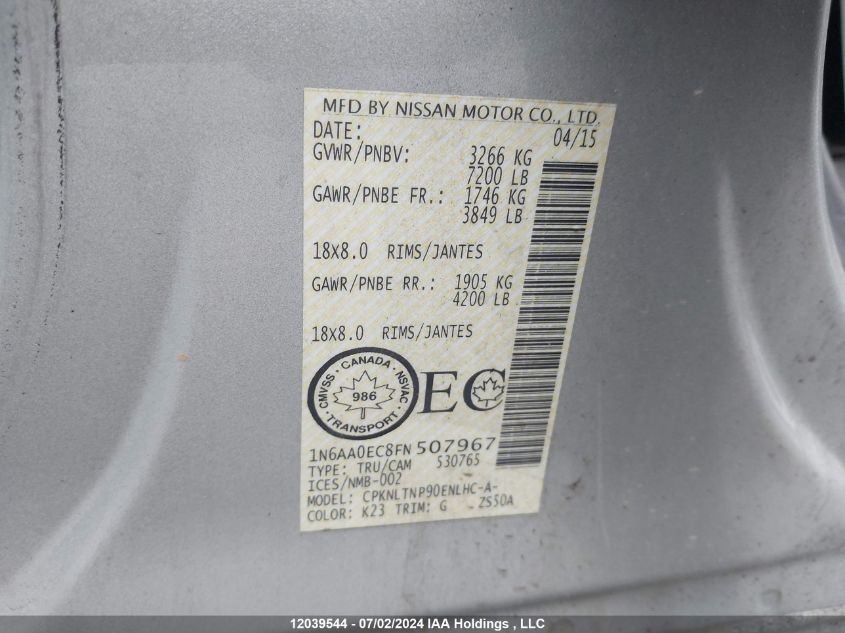 MFD BY NISSAN MOTOR CO., LTD.
DATE: 04/15
GVWR/PNBV: 3266 KG
7200 LB
GAWR/PNBE FR.: 1746 KG
3849 LB
18X8.0 RIMS/JANTES
GAWR/PNBE RR.: 1905 KG
4200 LB
18X8.0 RIMS/JANTES
CMVSS · CANADA · NSVAC
986
· TRANSPORT ·
EC
1N6AA0EC8FN507967
TYPE: TRU/CAM 530765
ICES/NMB-002
MODEL: CPKNLTNP90ENLHC-A-
COLOR: K23 TRIM: G ZS50A
12039544 - 07/02/2024 IAA Holdings , LLC